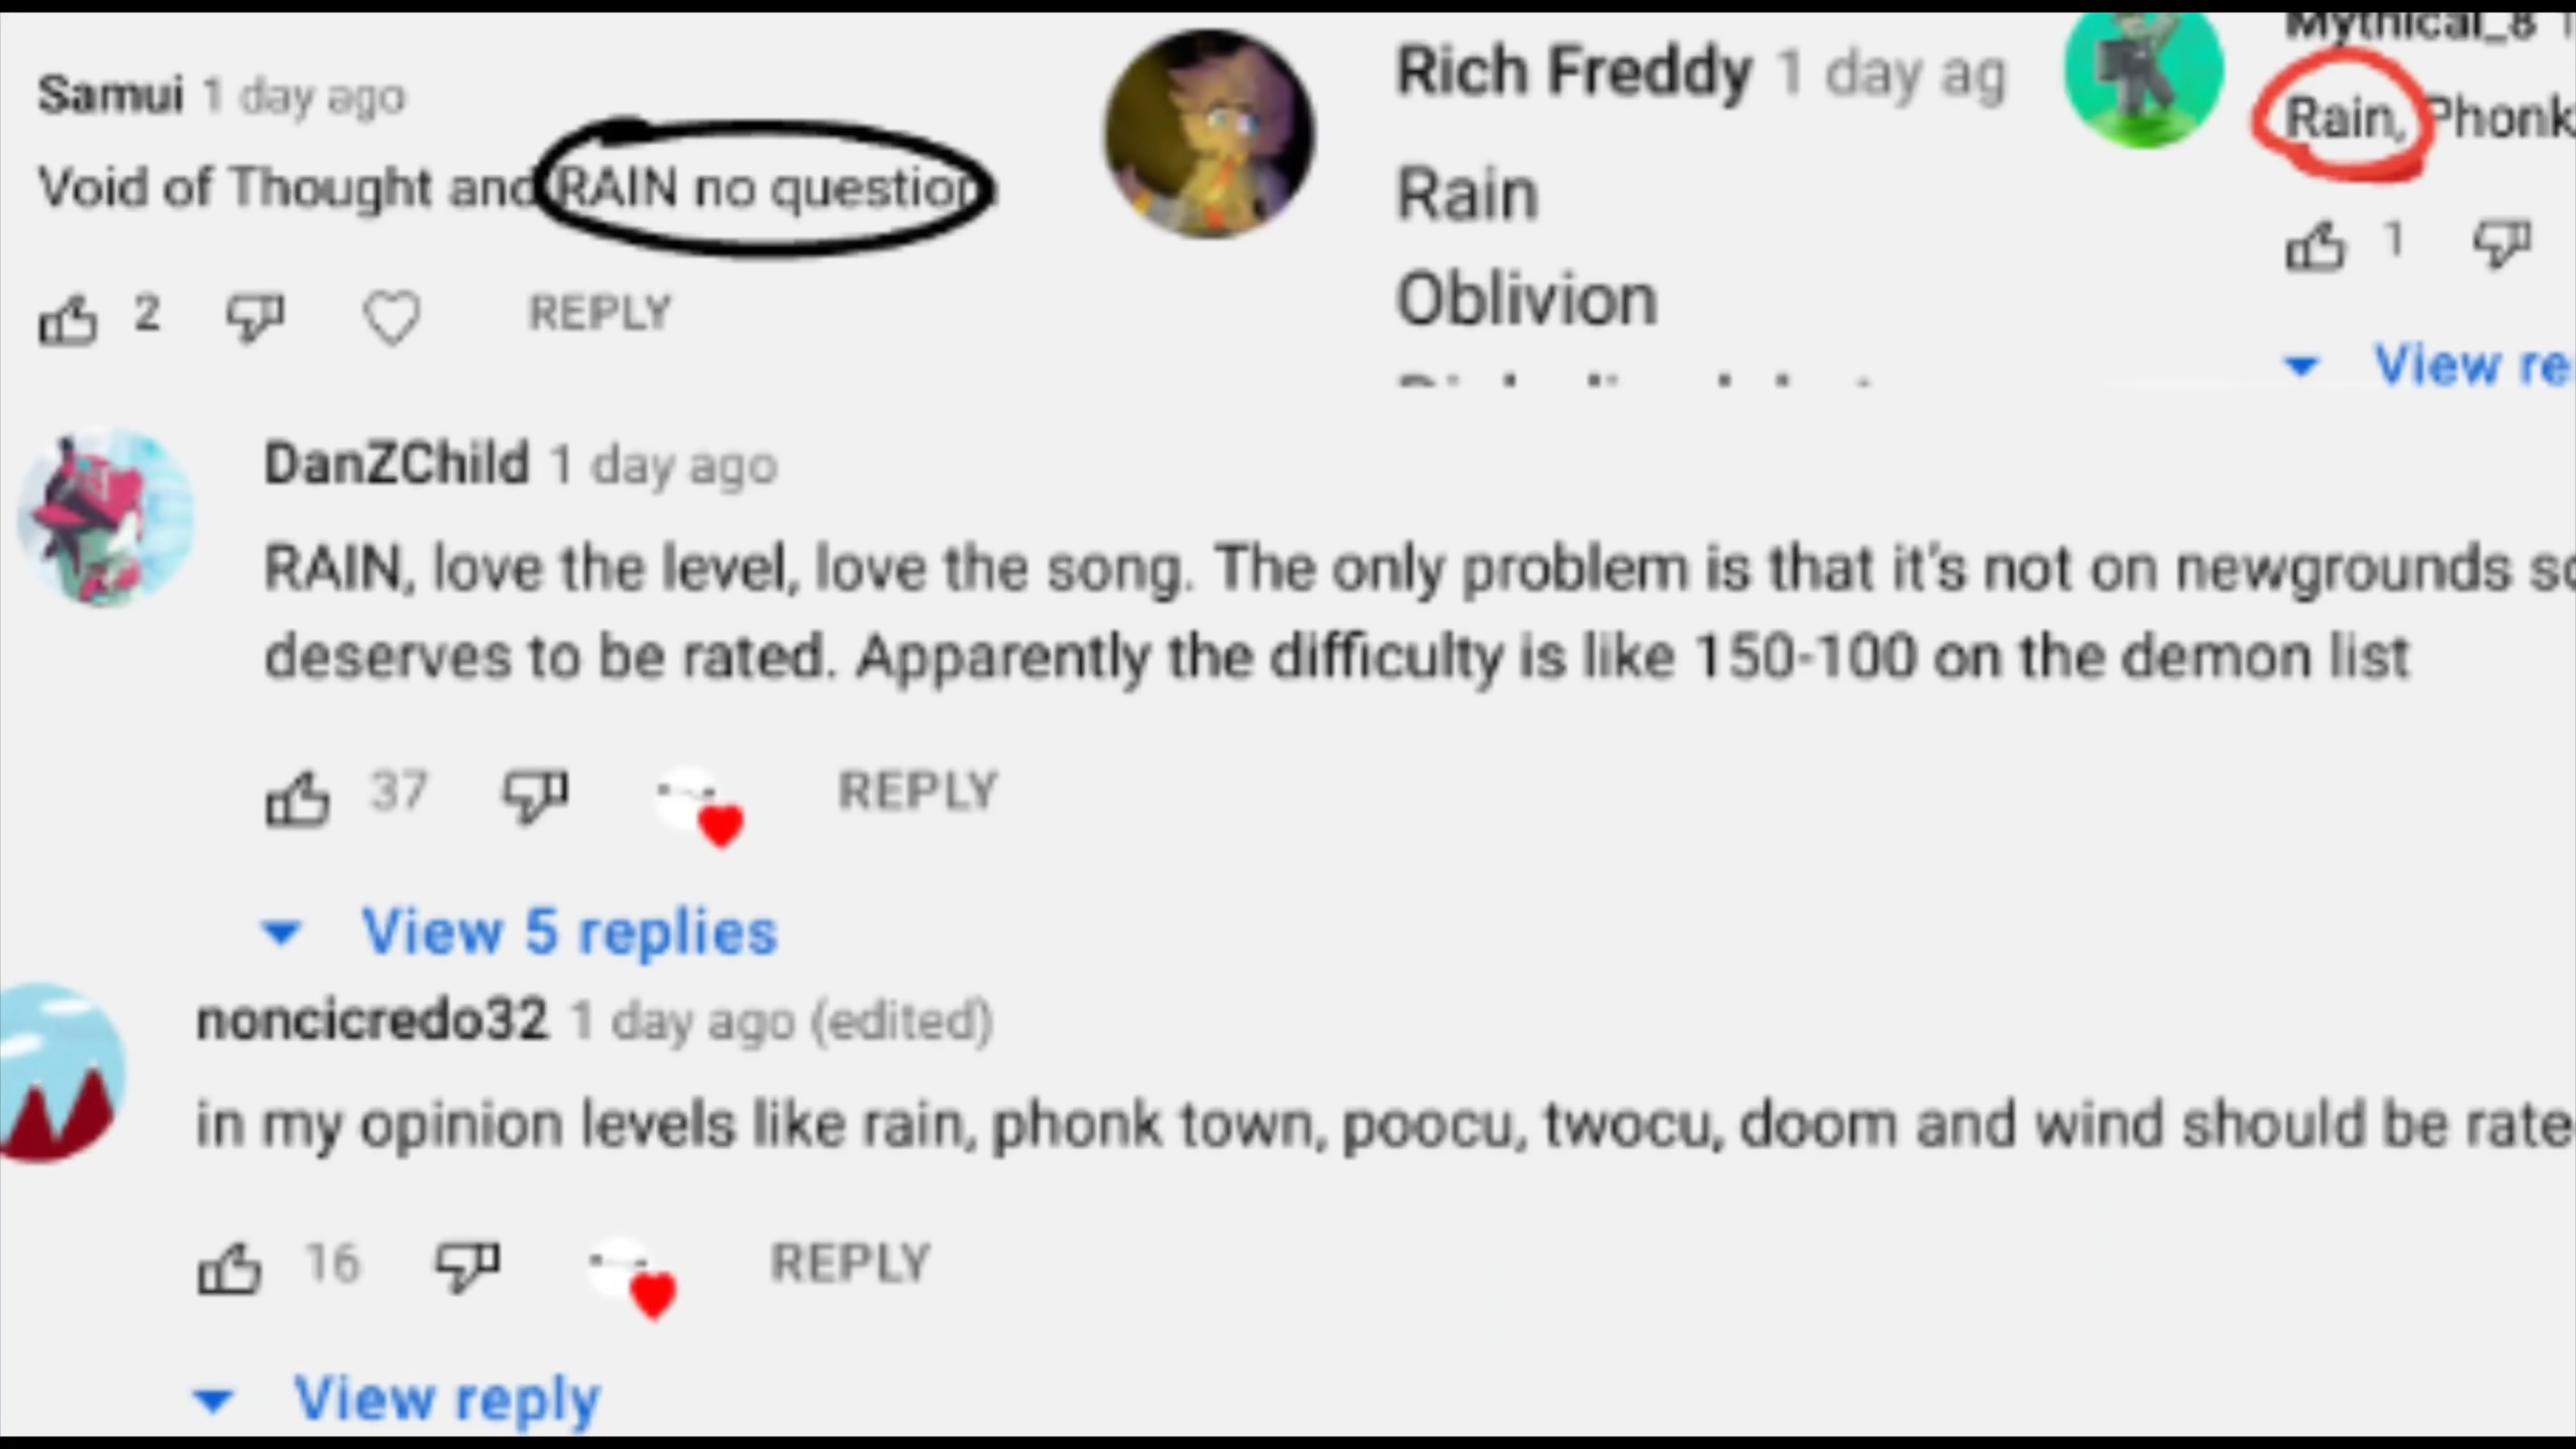 Samui 1 day ago
Void of Thought and RAIN no question
2 REPLY
Rich Freddy 1 day ag
Rain
Oblivion
Mythical_8
Rain, Phonk
1
View re
DanZChild 1 day ago
RAIN, love the level, love the song. The only problem is that it's not on newgrounds so
deserves to be rated. Apparently the difficulty is like 150-100 on the demon list
37 REPLY
View 5 replies
noncicredo32 1 day ago (edited)
in my opinion levels like rain, phonk town, poocu, twocu, doom and wind should be rate
16 REPLY
View reply